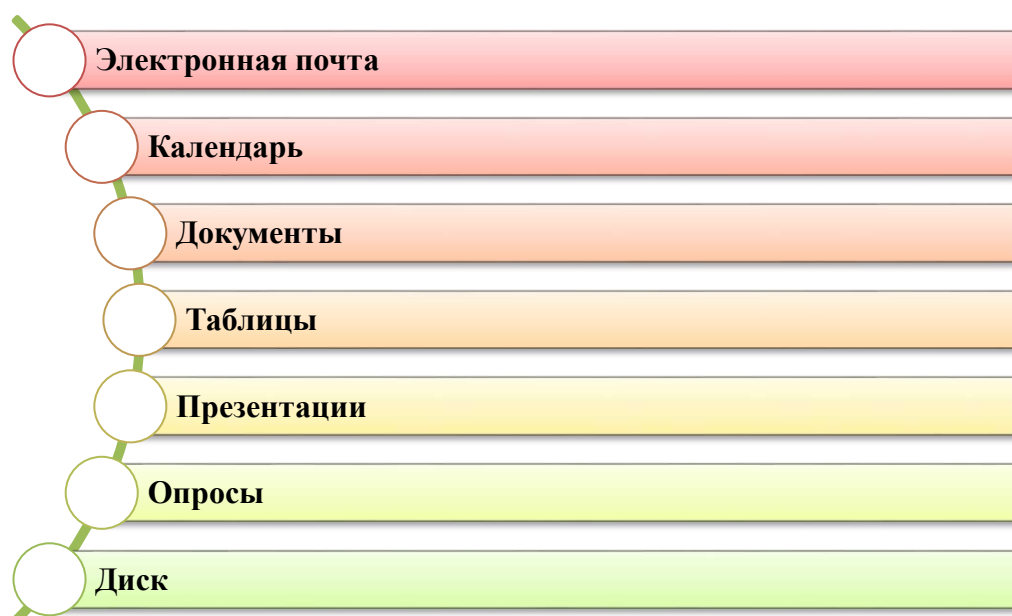 Электронная почта
Календарь
Документы
Таблицы
Презентации
Опросы
Диск